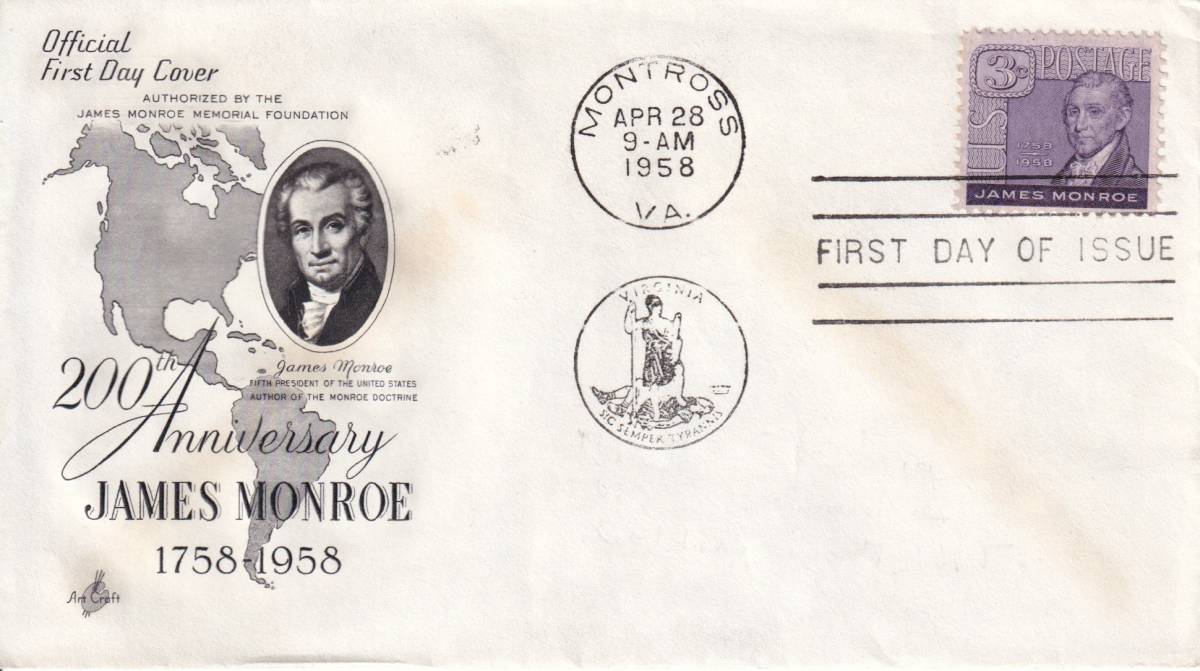 Official
First Day Cover
AUTHORIZED BY THE
JAMES MONROE MEMORIAL FOUNDATION
James Monroe
FIFTH PRESIDENT OF THE UNITED STATES
AUTHOR OF THE MONROE DOCTRINE
200th Anniversary
JAMES MONROE
1758-1958
Art Craft
MONTROSS
APR 28
9-AM
1958
VA.
VIRGINIA
SIC SEMPER TYRANNIS
3c POSTAGE
U.S.
1758
1958
JAMES MONROE
FIRST DAY OF ISSUE